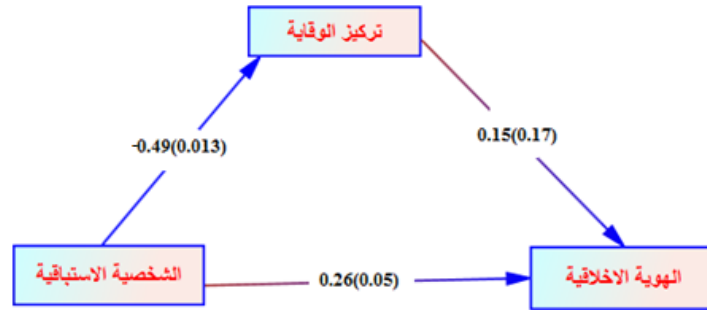 تركيز الوقاية
-0.49(0.013)
0.15(0.17)
الشخصية الاستباقية
0.26(0.05)
الهوية الاخلاقية